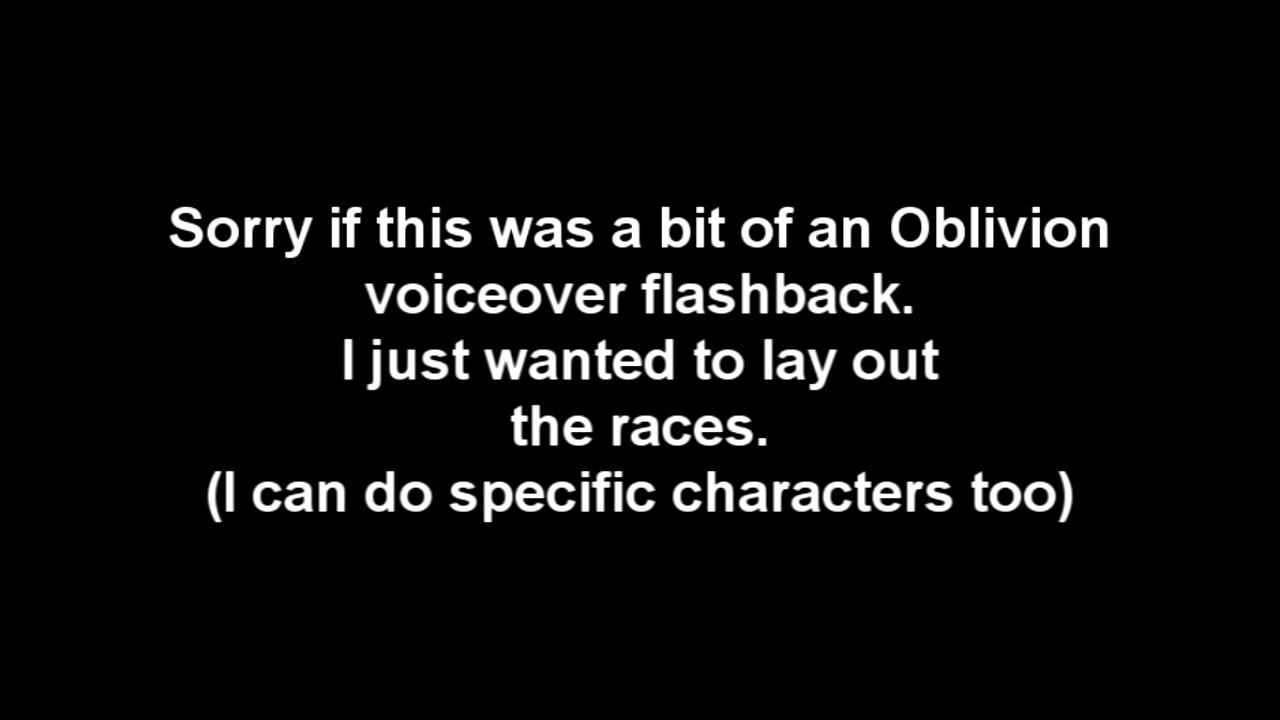 Sorry if this was a bit of an Oblivion
voiceover flashback.
I just wanted to lay out
the races.
(I can do specific characters too)